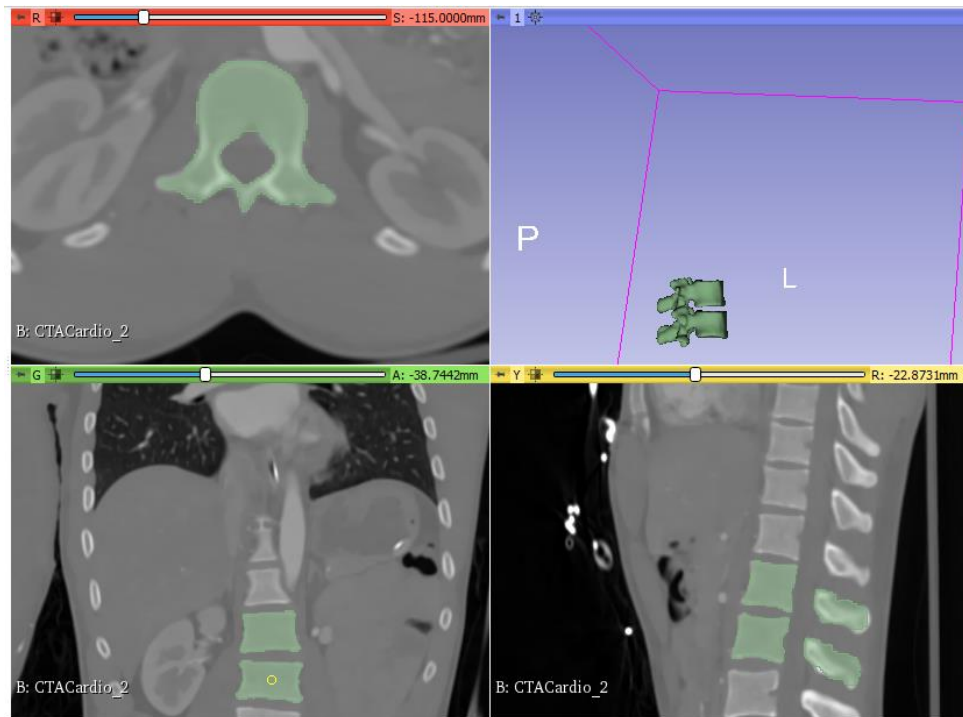 R S: -115.0000mm
1
P
L
B: CTACardio_2
G A: -38.7442mm
Y R: -22.8731mm
B: CTACardio_2
B: CTACardio_2